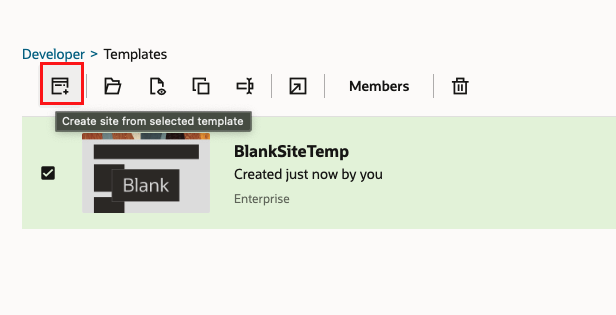 Developer > Templates
Members
Create site from selected template
BlankSiteTemp
Created just now by you
Blank
Enterprise